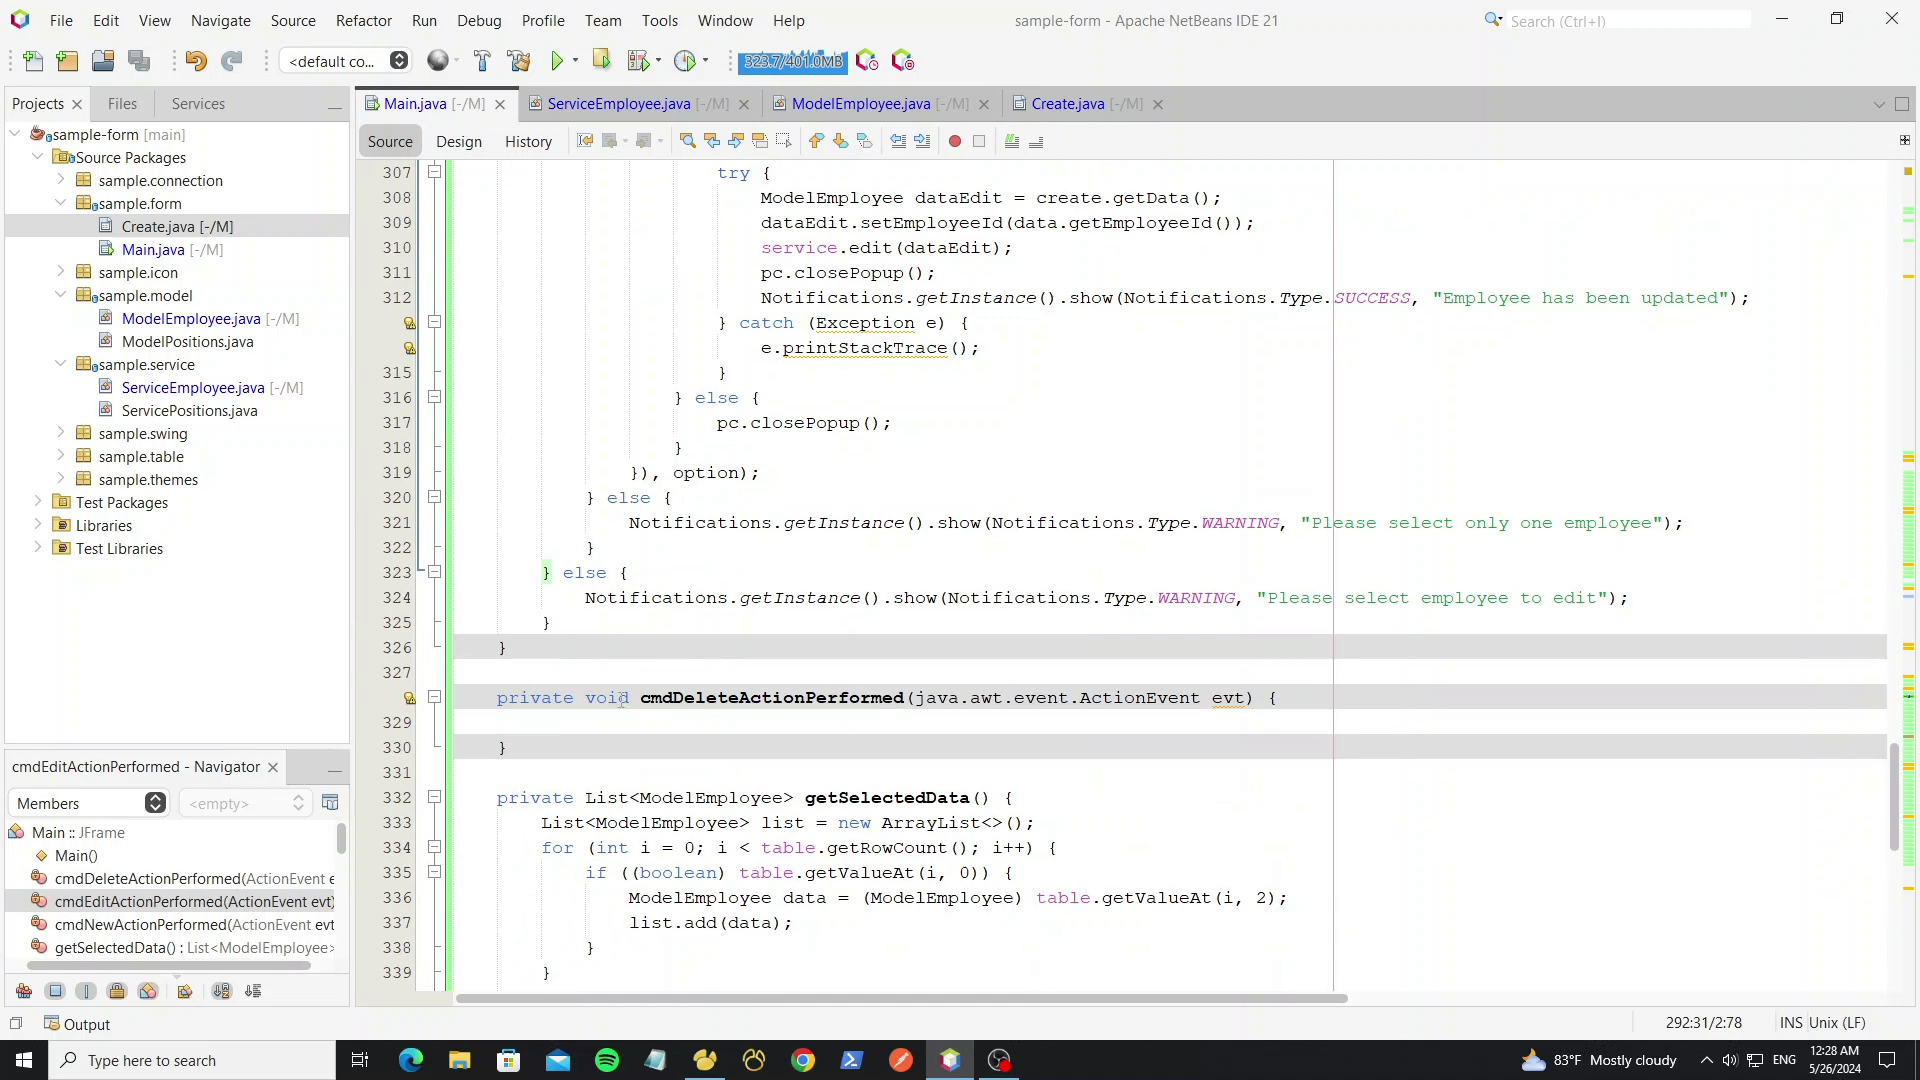 File Edit View Navigate Source Refactor Run Debug Profile Team Tools Window Help
sample-form - Apache NetBeans IDE 21
Search (Ctrl+I)
<default co...
323.7/401.0MB
Projects
Files
Services
Main.java [-/M]
ServiceEmployee.java [-/M]
ModelEmployee.java [-/M]
Create.java [-/M]
Source
Design
History
sample-form [main]
Source Packages
sample.connection
sample.form
Create.java [-/M]
Main.java [-/M]
sample.icon
sample.model
ModelEmployee.java [-/M]
ModelPositions.java
sample.service
ServiceEmployee.java [-/M]
ServicePositions.java
sample.swing
sample.table
sample.themes
Test Packages
Libraries
Test Libraries
cmdEditActionPerformed - Navigator
Members
<empty>
Main :: JFrame
Main()
cmdDeleteActionPerformed(ActionEvent e
cmdEditActionPerformed(ActionEvent evt)
cmdNewActionPerformed(ActionEvent evt
getSelectedData() : List<ModelEmployee>
307 try {
308 ModelEmployee dataEdit = create.getData();
309 dataEdit.setEmployeeId(data.getEmployeeId());
310 service.edit(dataEdit);
311 pc.closePopup();
312 Notifications.getInstance().show(Notifications.Type.SUCCESS, "Employee has been updated");
} catch (Exception e) {
e.printStackTrace();
315 }
316 } else {
317 pc.closePopup();
318 }
319 }), option);
320 } else {
321 Notifications.getInstance().show(Notifications.Type.WARNING, "Please select only one employee");
322 }
323 } else {
324 Notifications.getInstance().show(Notifications.Type.WARNING, "Please select employee to edit");
325 }
326 }
327
private void cmdDeleteActionPerformed(java.awt.event.ActionEvent evt) {
329
330 }
331
332 private List<ModelEmployee> getSelectedData() {
333 List<ModelEmployee> list = new ArrayList<>();
334 for (int i = 0; i < table.getRowCount(); i++) {
335 if ((boolean) table.getValueAt(i, 0)) {
336 ModelEmployee data = (ModelEmployee) table.getValueAt(i, 2);
337 list.add(data);
338 }
339 }
Output
292:31/2:78
INS Unix (LF)
Type here to search
83°F Mostly cloudy
ENG
12:28 AM
5/26/2024